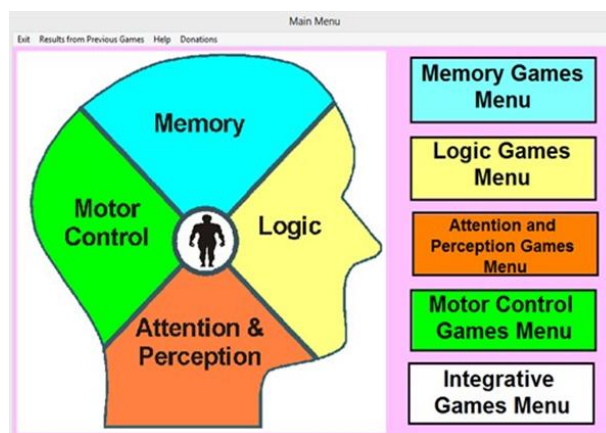 Main Menu
Exit Results from Previous Games Help Donations
Memory
Motor
Control
Logic
Attention &
Perception
Memory Games
Menu
Logic Games
Menu
Attention and
Perception Games
Menu
Motor Control
Games Menu
Integrative
Games Menu